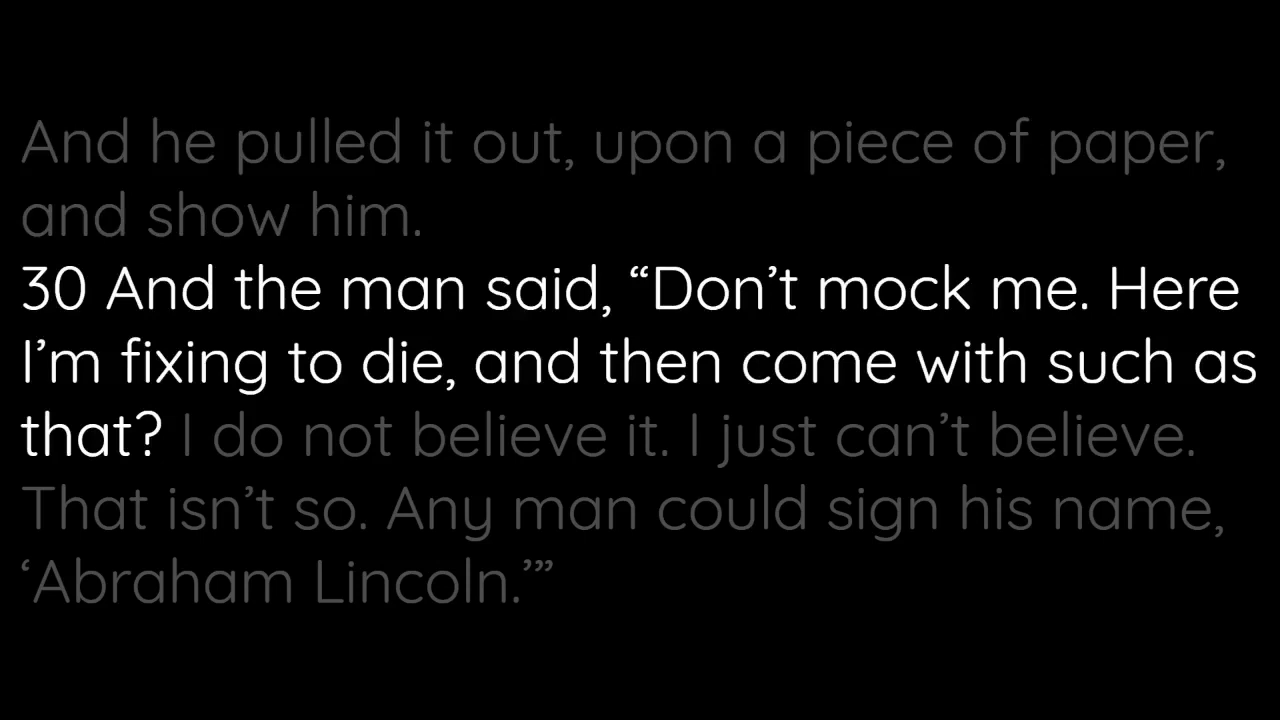 And he pulled it out, upon a piece of paper,
and show him.
30 And the man said, “Don’t mock me. Here
I’m fixing to die, and then come with such as
that? I do not believe it. I just can’t believe.
That isn’t so. Any man could sign his name,
‘Abraham Lincoln.’”